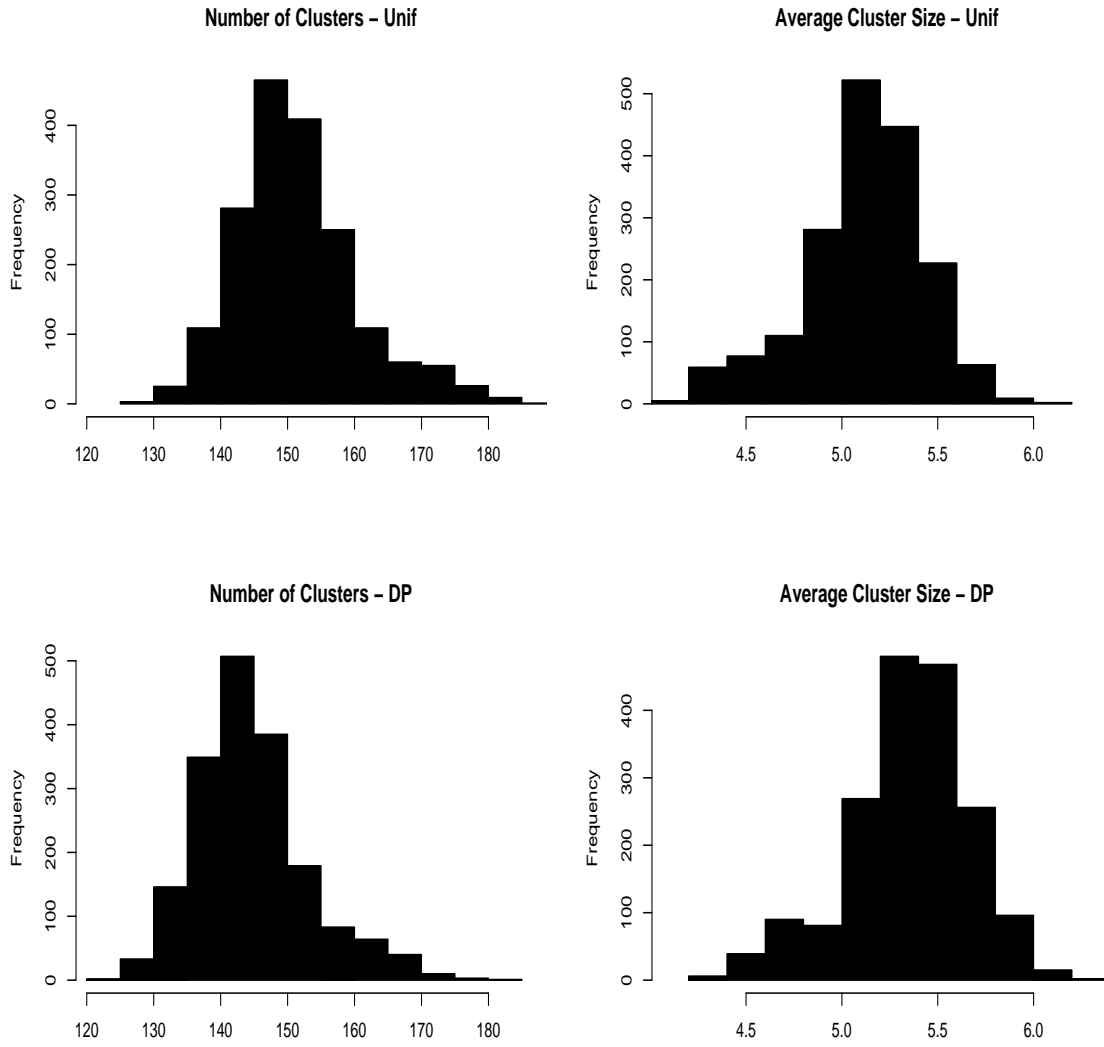 Number of Clusters – Unif
Frequency
0 100 200 300 400
120 130 140 150 160 170 180
Average Cluster Size – Unif
Frequency
0 100 200 300 400 500
4.5 5.0 5.5 6.0
Number of Clusters – DP
Frequency
0 100 200 300 400 500
120 130 140 150 160 170 180
Average Cluster Size – DP
Frequency
0 100 200 300 400
4.5 5.0 5.5 6.0